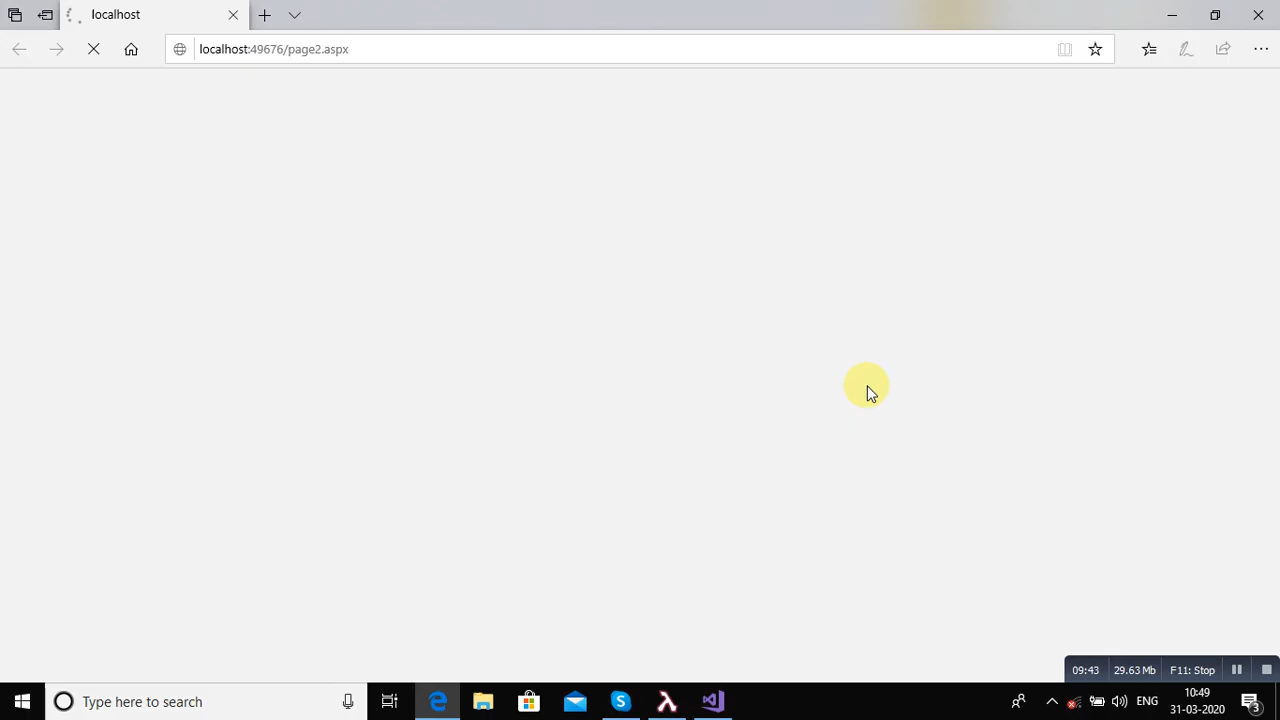 localhost
localhost:49676/page2.aspx
09:43 29.63 Mb F11: Stop
Type here to search
ENG
10:49
31-03-2020
3